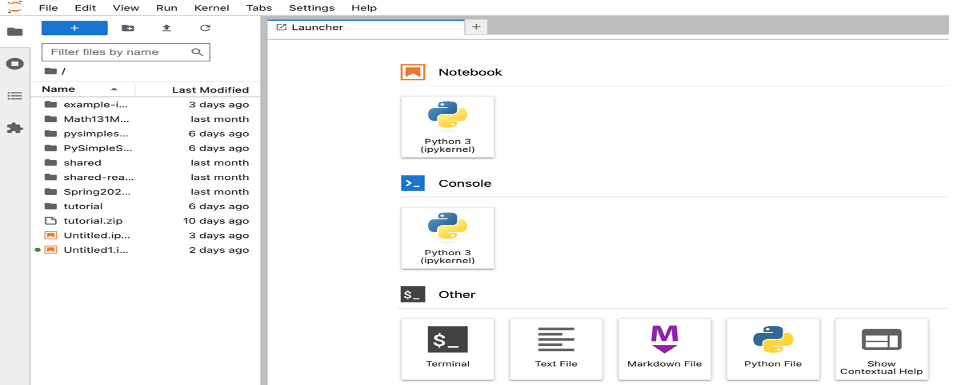 File Edit View Run Kernel Tabs Settings Help
+
Launcher +
Filter files by name
/
Name Last Modified
example-i... 3 days ago
Math131M... last month
pysimples... 6 days ago
PySimpleS... 6 days ago
shared last month
shared-rea... last month
Spring202... last month
tutorial 6 days ago
tutorial.zip 10 days ago
Untitled.ip... 3 days ago
Untitled1.i... 2 days ago
Notebook
Python 3
(ipykernel)
>_ Console
Python 3
(ipykernel)
$_ Other
$_
Terminal
Text File
M
Markdown File
Python File
Show
Contextual Help